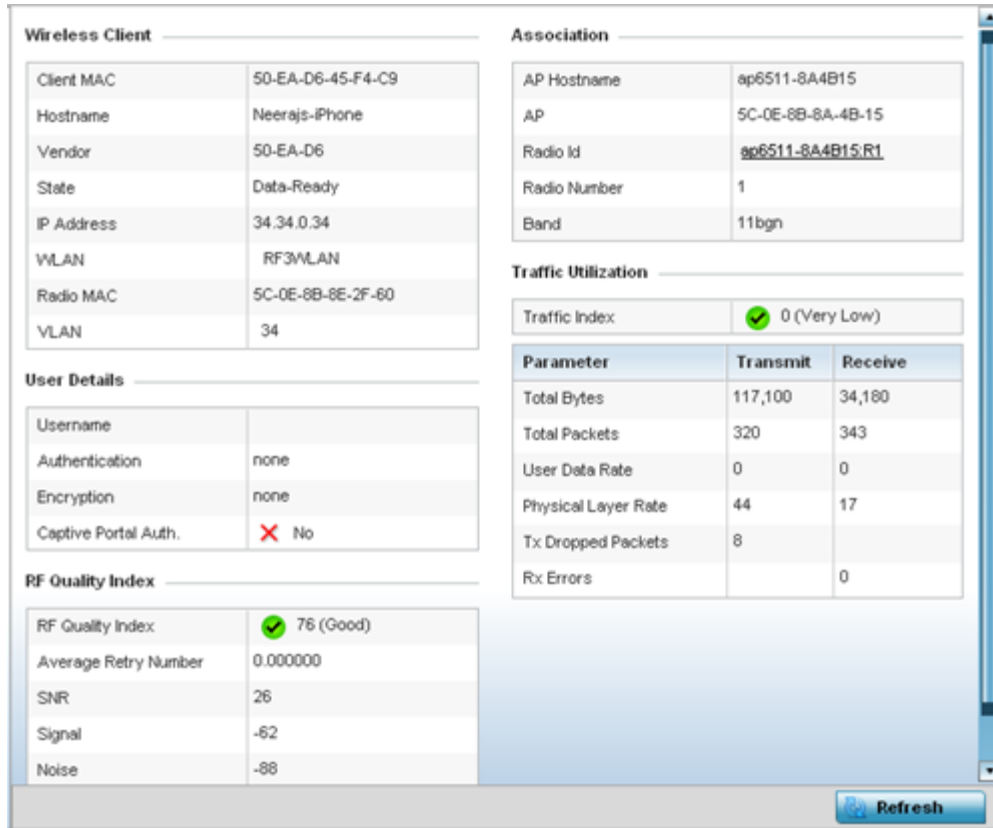 Wireless Client
Client MAC 50-EA-D6-45-F4-C9
Hostname Neerajs-iPhone
Vendor 50-EA-D6
State Data-Ready
IP Address 34.34.0.34
WLAN RF3WLAN
Radio MAC 5C-0E-8B-8E-2F-60
VLAN 34
User Details
Username
Authentication none
Encryption none
Captive Portal Auth. No
RF Quality Index
RF Quality Index 76 (Good)
Average Retry Number 0.000000
SNR 26
Signal -62
Noise -88
Association
AP Hostname ap6511-8A4B15
AP 5C-0E-8B-8A-4B-15
Radio Id ap6511-8A4B15:R1
Radio Number 1
Band 11bgn
Traffic Utilization
Traffic Index 0 (Very Low)
Parameter Transmit Receive
Total Bytes 117,100 34,180
Total Packets 320 343
User Data Rate 0 0
Physical Layer Rate 44 17
Tx Dropped Packets 8
Rx Errors 0
Refresh